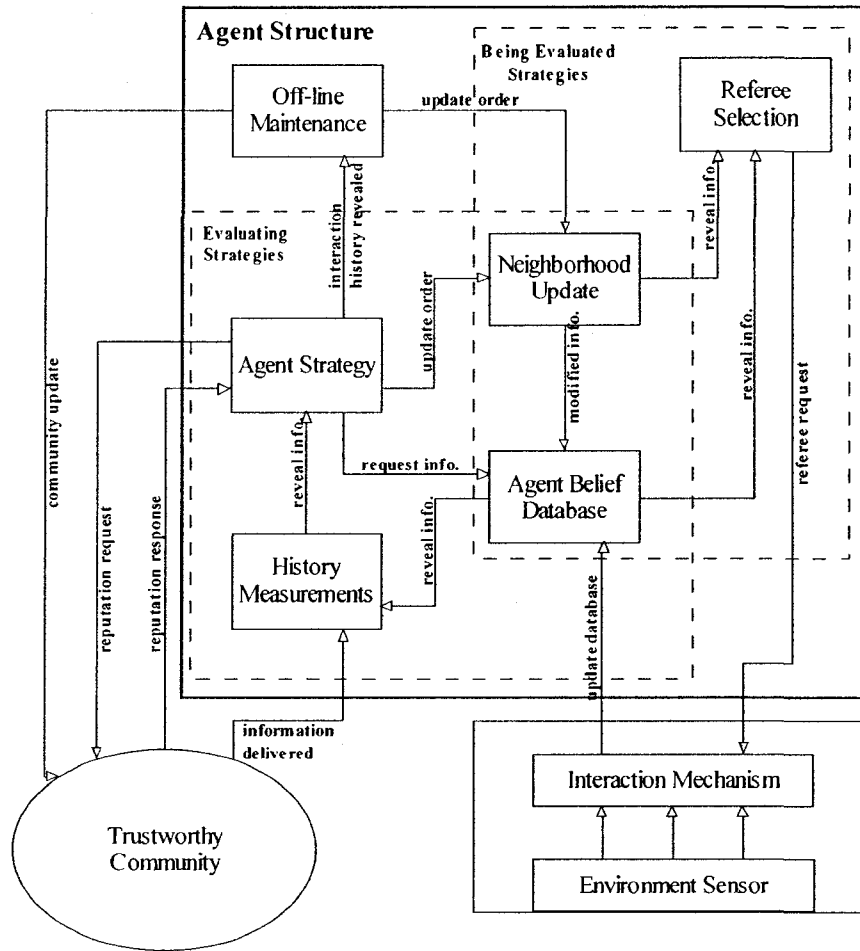 Agent Structure
Being Evaluated
Strategies
Off-line
Maintenance
update order
Referee
Selection
interaction
history revealed
reveal info.
Evaluating
Strategies
Neighborhood
Update
update order
Agent Strategy
modified info.
reveal info.
referee request
community update
reputation request
reputation response
reveal info.
request info.
Agent Belief
Database
reveal info.
History
Measurements
update database
information
delivered
Interaction Mechanism
Trustworthy
Community
Environment Sensor